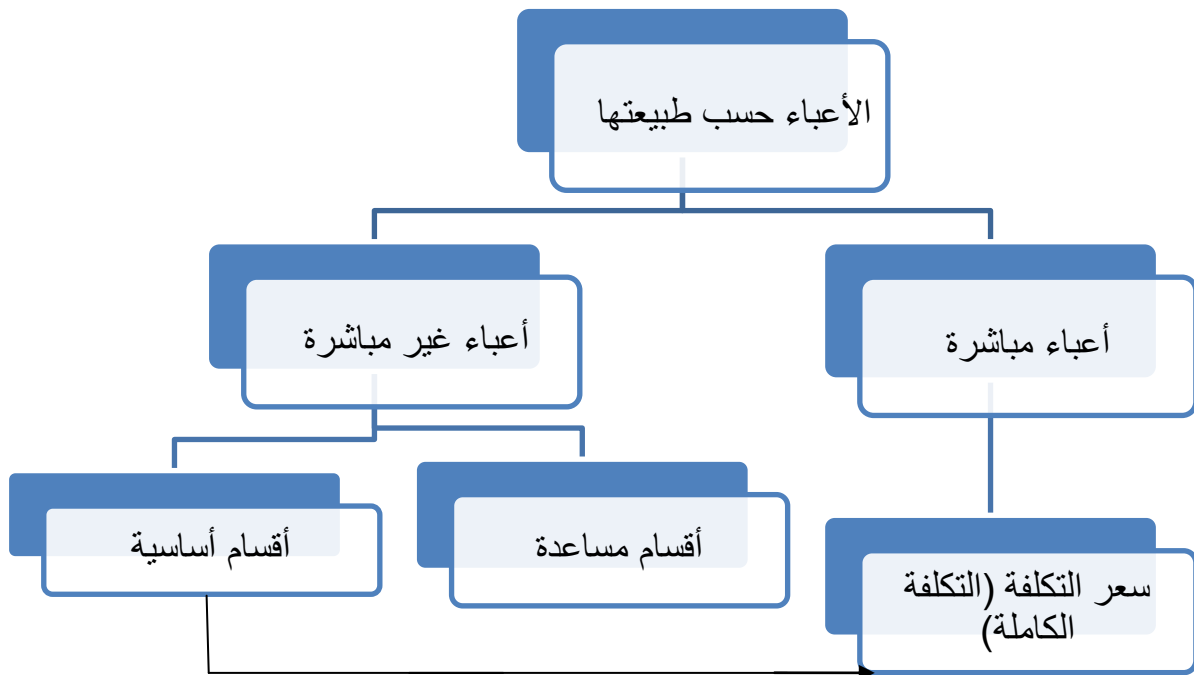 الأعباء حسب طبيعتها
أعباء مباشرة
أعباء غير مباشرة
أقسام مساعدة
أقسام أساسية
سعر التكلفة (التكلفة
الكاملة)